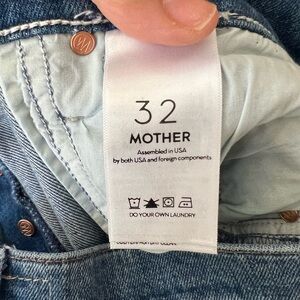 32
MOTHER
Assembled in USA
by both USA and foreign components
DO YOUR OWN LAUNDRY